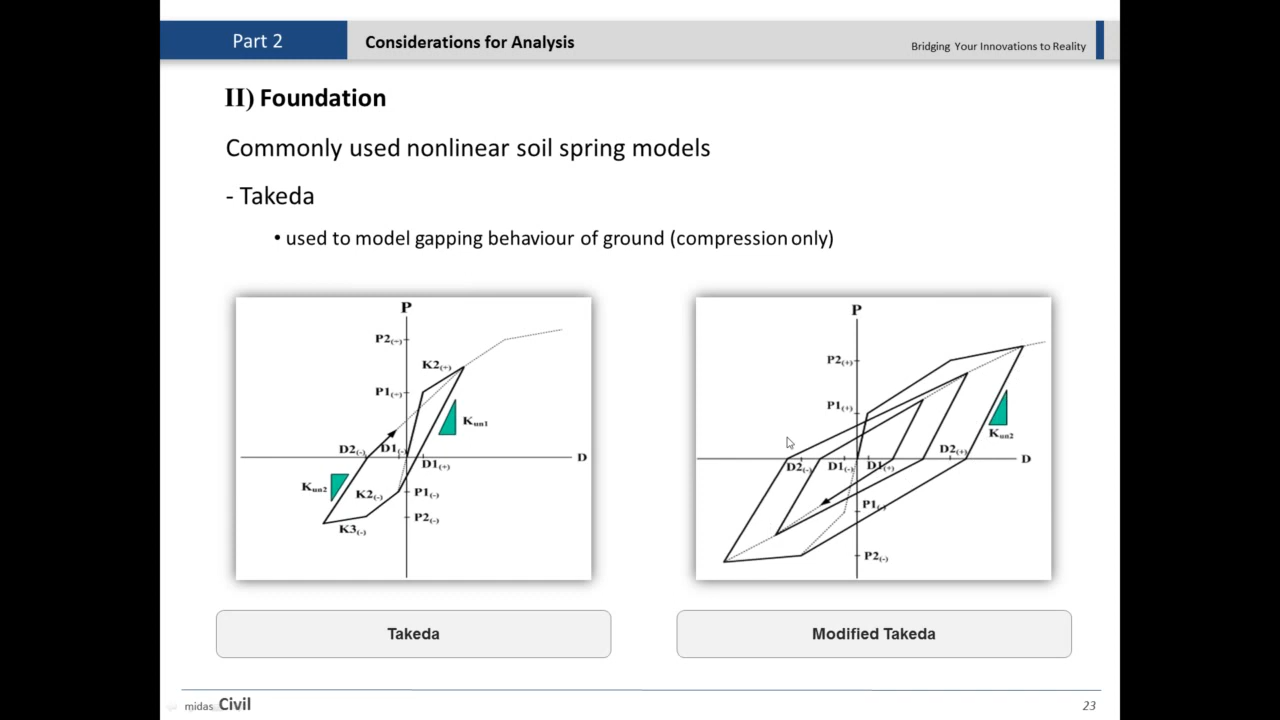 Part 2
Considerations for Analysis
Bridging Your Innovations to Reality
II) Foundation
Commonly used nonlinear soil spring models
- Takeda
• used to model gapping behaviour of ground (compression only)
P
P2(−)
K2(+)
P1(+)
Kun1
D2(-) D1(-)
D
D1(+)
Kun2
K2(-)
P1(-)
P2(-)
K3(-)
P
P2(+)
P1(+)
Kun2
D2(+)
D
D2(-) D1(-) D1(+)
P1(-)
P2(-)
Takeda
Modified Takeda
midas Civil
23